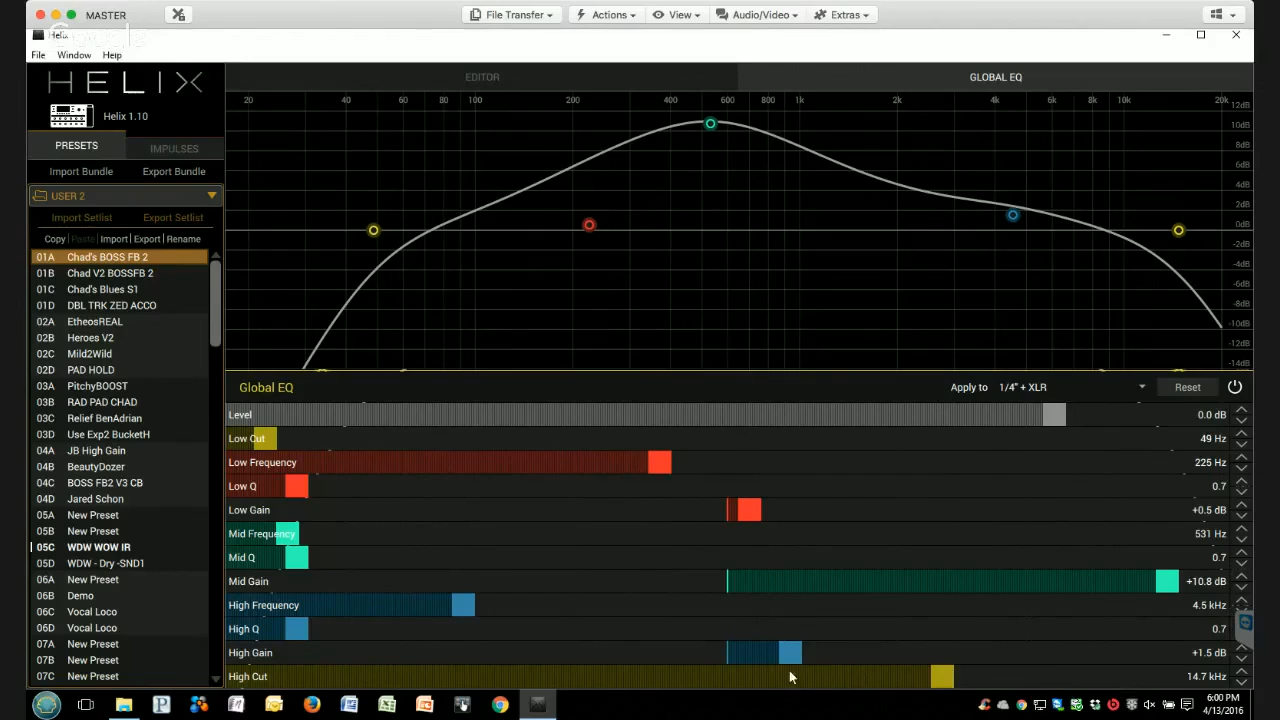 MASTER
File Transfer
Actions
View
Audio/Video
Extras
Helix
File Window Help
HELIX
Helix 1.10
PRESETS
IMPULSES
Import Bundle
Export Bundle
USER 2
Import Setlist
Export Setlist
Copy Paste Import Export Rename
01A Chad's BOSS FB 2
01B Chad V2 BOSSFB 2
01C Chad's Blues S1
01D DBL TRK ZED ACCO
02A EtheosREAL
02B Heroes V2
02C Mild2Wild
02D PAD HOLD
03A PitchyBOOST
03B RAD PAD CHAD
03C Relief BenAdrian
03D Use Exp2 BucketH
04A JB High Gain
04B BeautyDozer
04C BOSS FB2 V3 CB
04D Jared Schon
05A New Preset
05B New Preset
05C WDW WOW IR
05D WDW - Dry -SND1
06A New Preset
06B Demo
06C Vocal Loco
06D Vocal Loco
07A New Preset
07B New Preset
07C New Preset
EDITOR
GLOBAL EQ
20 40 60 80 100 200 400 600 800 1k 2k 4k 6k 8k 10k 20k
12dB
10dB
8dB
6dB
4dB
2dB
0dB
-2dB
-4dB
-6dB
-8dB
-10dB
-12dB
-14dB
Global EQ
Apply to 1/4" + XLR
Reset
Level 0.0 dB
Low Cut 49 Hz
Low Frequency 225 Hz
Low Q 0.7
Low Gain +0.5 dB
Mid Frequency 531 Hz
Mid Q 0.7
Mid Gain +10.8 dB
High Frequency 4.5 kHz
High Q 0.7
High Gain +1.5 dB
High Cut 14.7 kHz
6:00 PM
4/13/2016